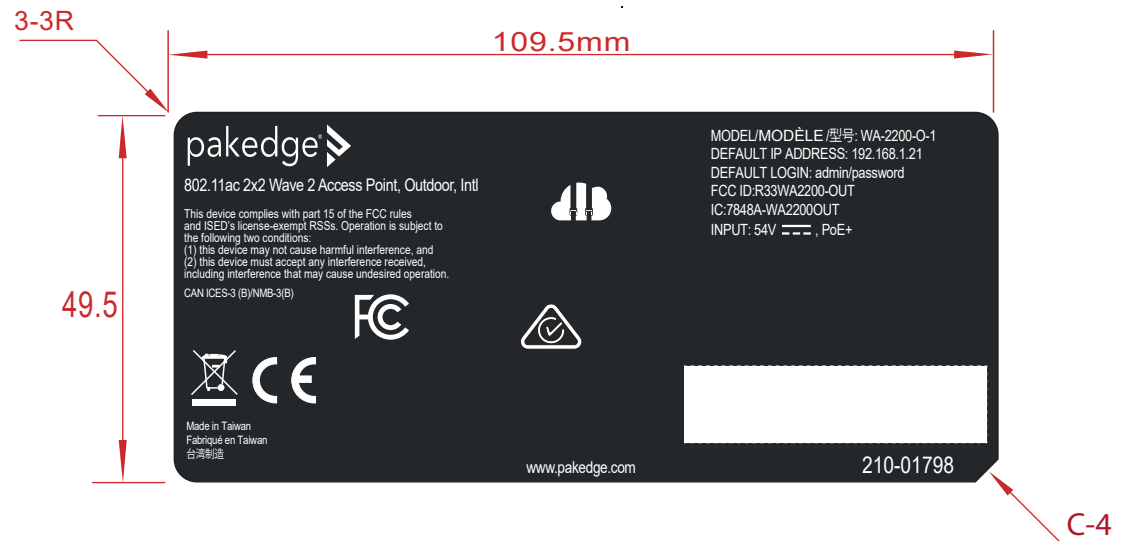 3-3R
109.5mm
49.5
pakedge®
802.11ac 2x2 Wave 2 Access Point, Outdoor, Intl
This device complies with part 15 of the FCC rules
and ISED's license-exempt RSSs. Operation is subject to
the following two conditions:
(1) this device may not cause harmful interference, and
(2) this device must accept any interference received,
including interference that may cause undesired operation.
CAN ICES-3 (B)/NMB-3(B)
FC
CE
Made in Taiwan
Fabriqué en Taiwan
台湾制造
MODEL/MODÈLE /型号: WA-2200-O-1
DEFAULT IP ADDRESS: 192.168.1.21
DEFAULT LOGIN: admin/password
FCC ID:R33WA2200-OUT
IC:7848A-WA2200OUT
INPUT: 54V , PoE+
www.pakedge.com
210-01798
C-4